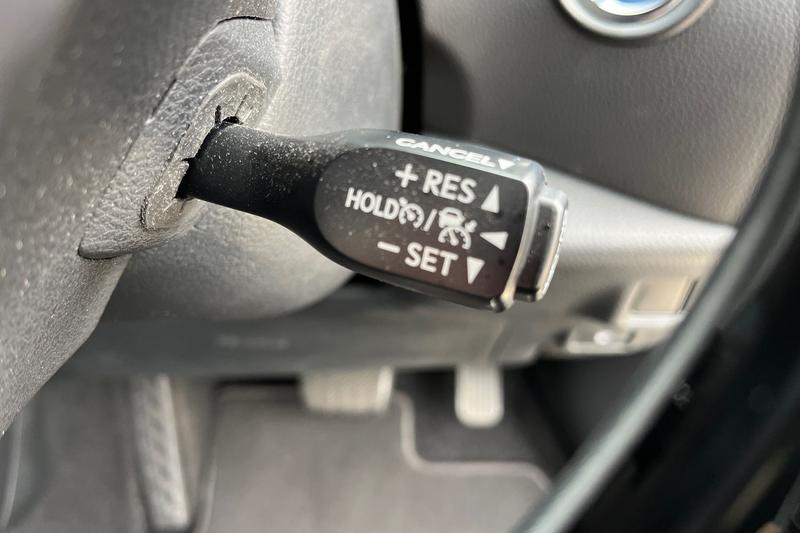 CANCEL▼
+ RES ▲
HOLD / ◀
− SET ▼